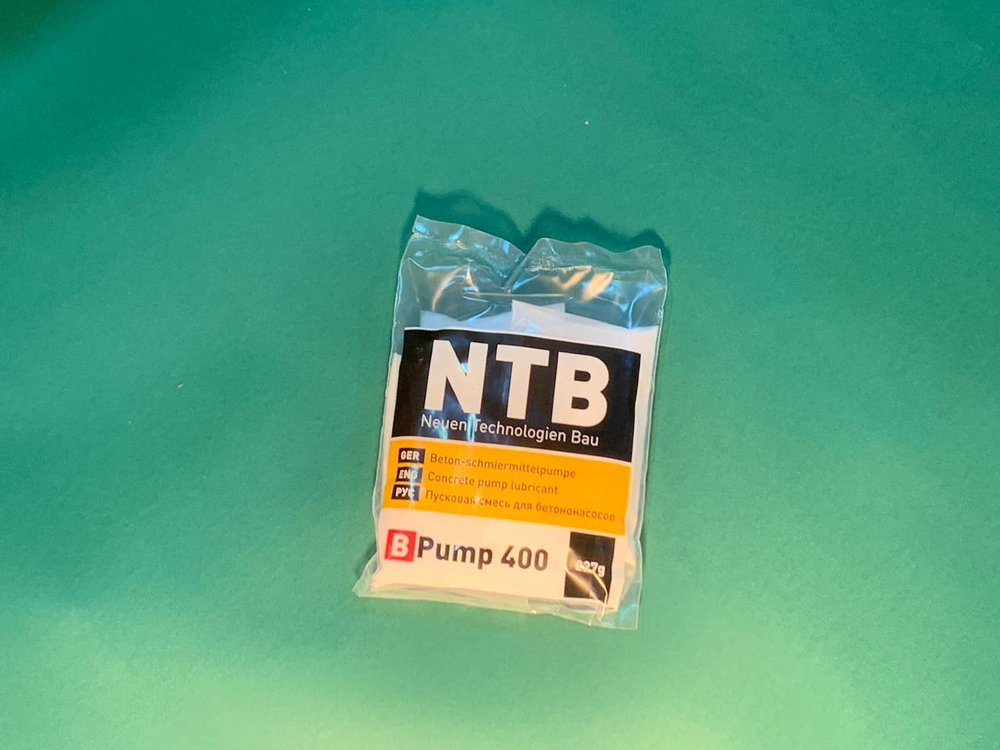 NTB
Neuen Technologien Bau
GER Beton-schmiermittelpumpe
ENG Concrete pump lubricant
РУС Пусковая смесь для бетононасосов
B Pump 400